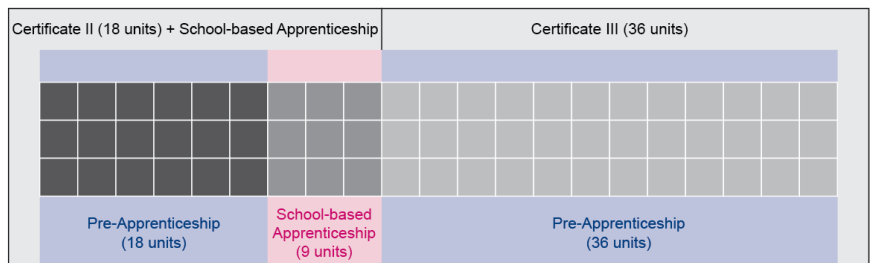 Certificate II (18 units) + School-based Apprenticeship
Certificate III (36 units)
Pre-Apprenticeship
(18 units)
School-based
Apprenticeship
(9 units)
Pre-Apprenticeship
(36 units)